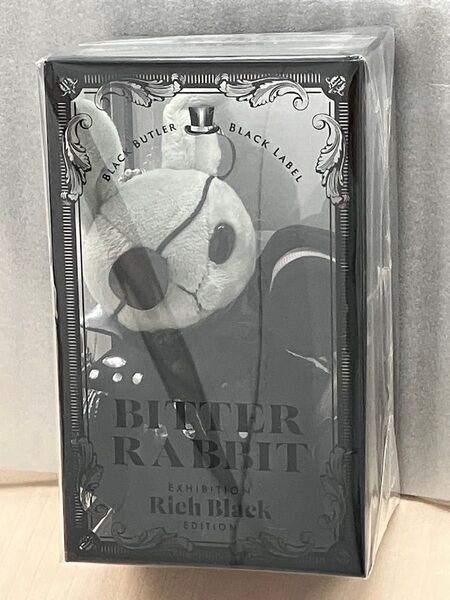 BLACK BUTLER BLACK LABEL
BITTER
RABBIT
EXHIBITION
Rich Black
EDITION